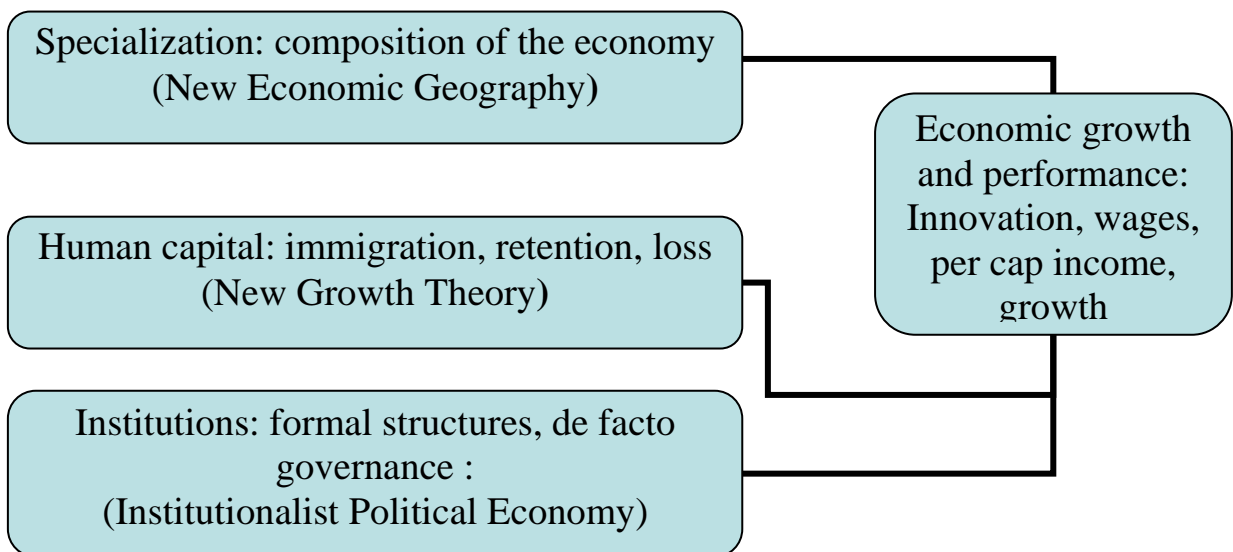 Specialization: composition of the economy
(New Economic Geography)
Human capital: immigration, retention, loss
(New Growth Theory)
Institutions: formal structures, de facto
governance :
(Institutionalist Political Economy)
Economic growth
and performance:
Innovation, wages,
per cap income,
growth